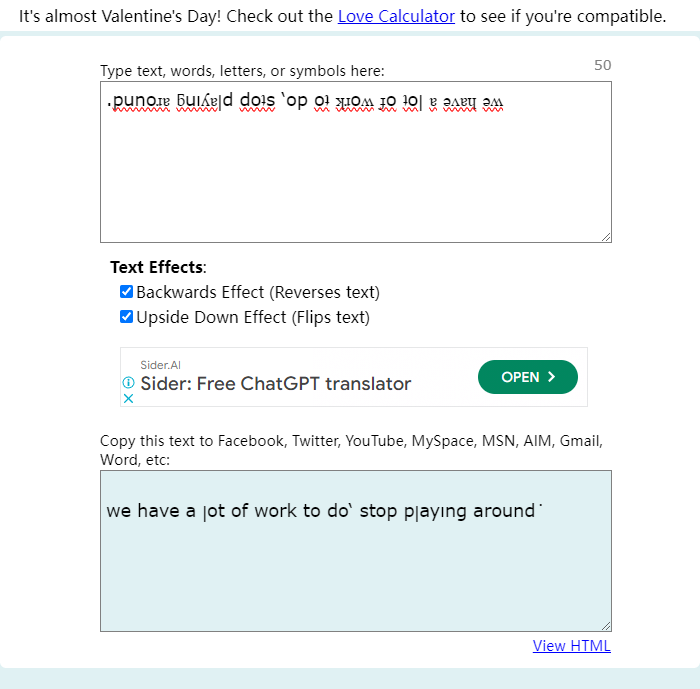 It's almost Valentine's Day! Check out the Love Calculator to see if you're compatible.
50
Type text, words, letters, or symbols here:
.punoɹɐ ƃuıʎɐld doʇs ‛op oʇ ʞɹoʍ ɟo ʇol ɐ ǝʌɐɥ ǝʍ
Text Effects:
Backwards Effect (Reverses text)
Upside Down Effect (Flips text)
Sider.AI
Sider: Free ChatGPT translator
OPEN
Copy this text to Facebook, Twitter, YouTube, MySpace, MSN, AIM, Gmail,
Word, etc:
we have a ןot of work to do‛ stop pןayıng around˙
View HTML